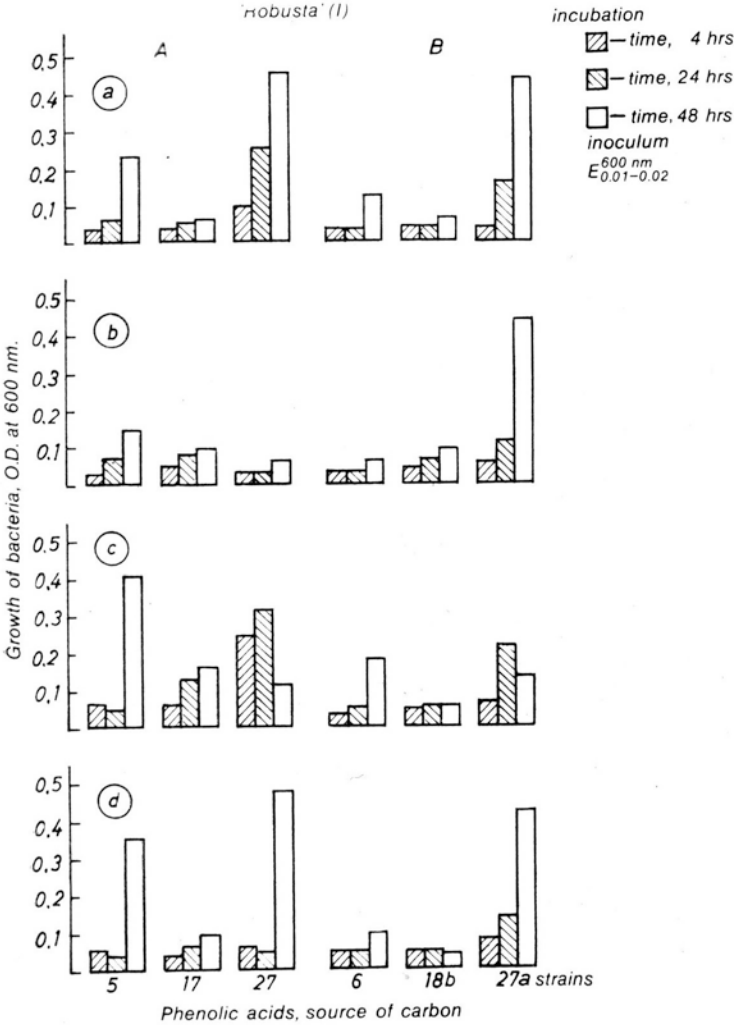 'Robusta' (I)
A
B
incubation
— time, 4 hrs
— time, 24 hrs
— time, 48 hrs
inoculum
E 600 nm 0.01–0.02
Growth of bacteria, O.D. at 600 nm.
a
0,5
0,4
0,3
0,2
0,1
b
0,5
0,4
0,3
0,2
0,1
c
0,5
0,4
0,3
0,2
0,1
d
0,5
0,4
0,3
0,2
0,1
5 17 27 6 18b 27a strains
Phenolic acids, source of carbon